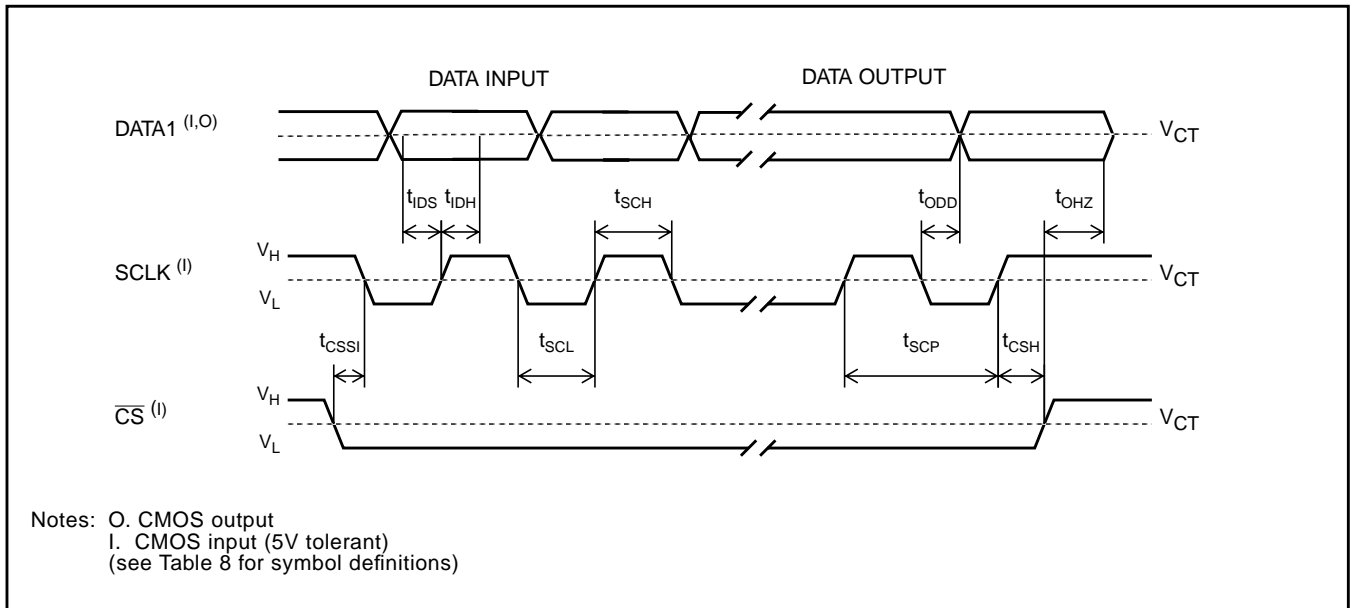 DATA INPUT DATA OUTPUT
DATA1 (I,O) VCT
tIDS tIDH tSCH tODD tOHZ
VH
SCLK (I) VCT
VL
tCSSI tSCL tSCP tCSH
VH
CS (I) VCT
VL
Notes: O. CMOS output
I. CMOS input (5V tolerant)
(see Table 8 for symbol definitions)